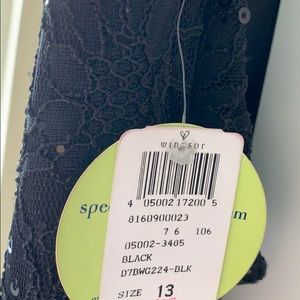 WINDSOR
4 05002 17200 5
0160900023
7 6 106
05002-3405
BLACK
D7BWG224-BLK
SIZE 13
spe
m